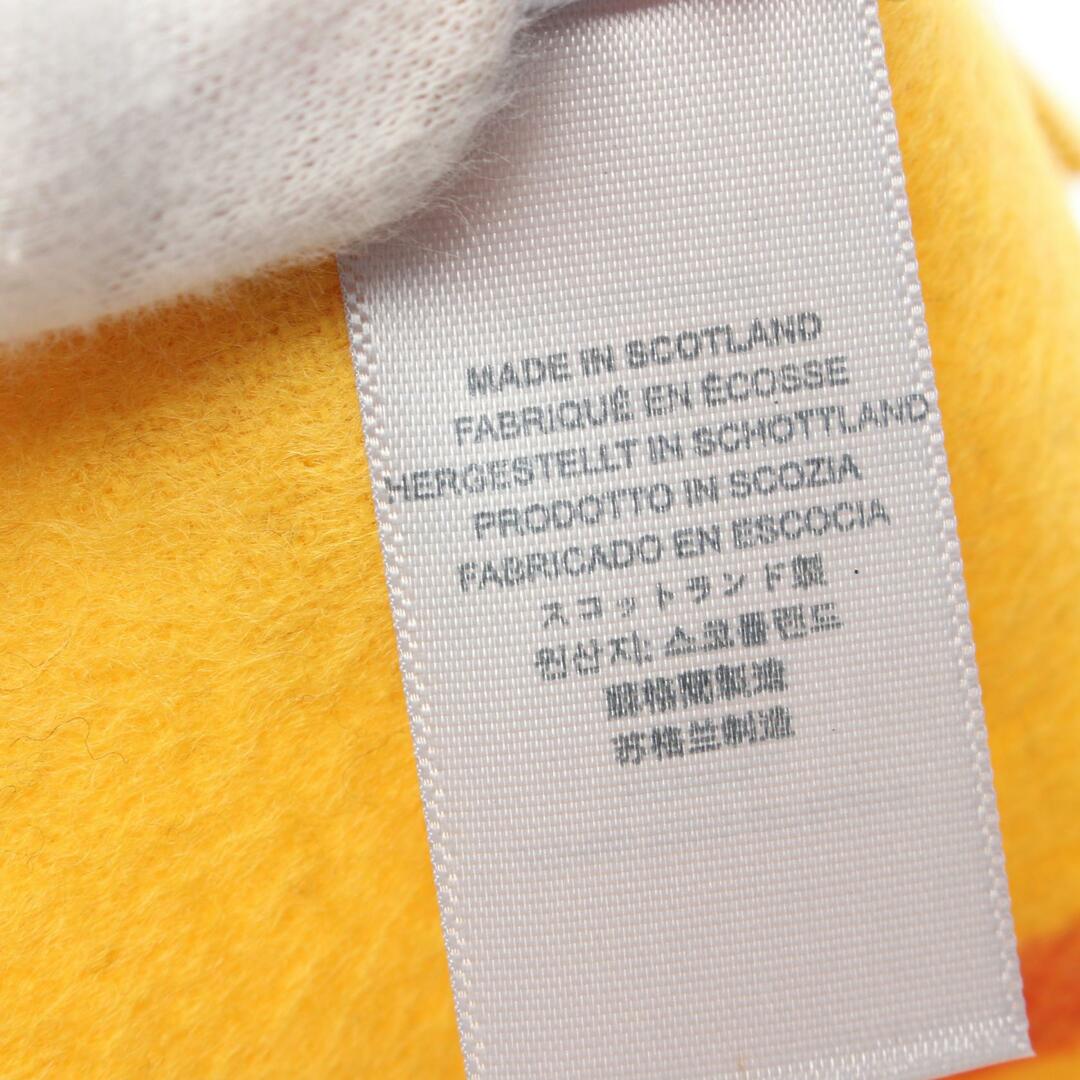 MADE IN SCOTLAND
FABRIQUÉ EN ÉCOSSE
HERGESTELLT IN SCHOTTLAND
PRODOTTO IN SCOZIA
FABRICADO EN ESCOCIA
スコットランド製
원산지: 스코틀랜드
蘇格蘭製造
苏格兰制造